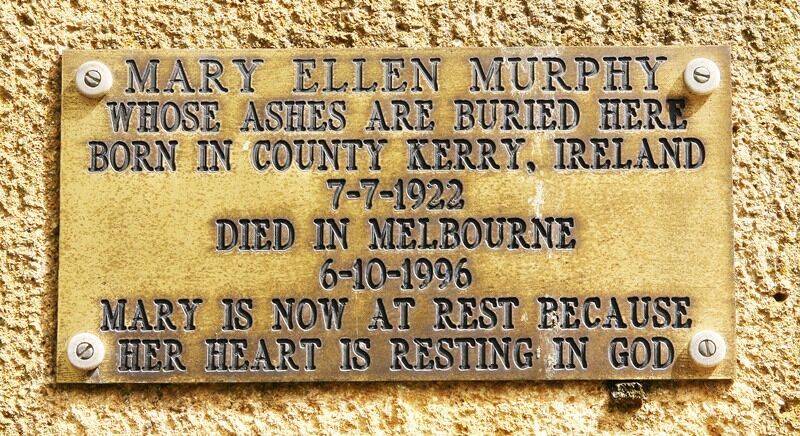 MARY ELLEN MURPHY
WHOSE ASHES ARE BURIED HERE
BORN IN COUNTY KERRY, IRELAND
7-7-1922
DIED IN MELBOURNE
6-10-1996
MARY IS NOW AT REST BECAUSE
HER HEART IS RESTING IN GOD